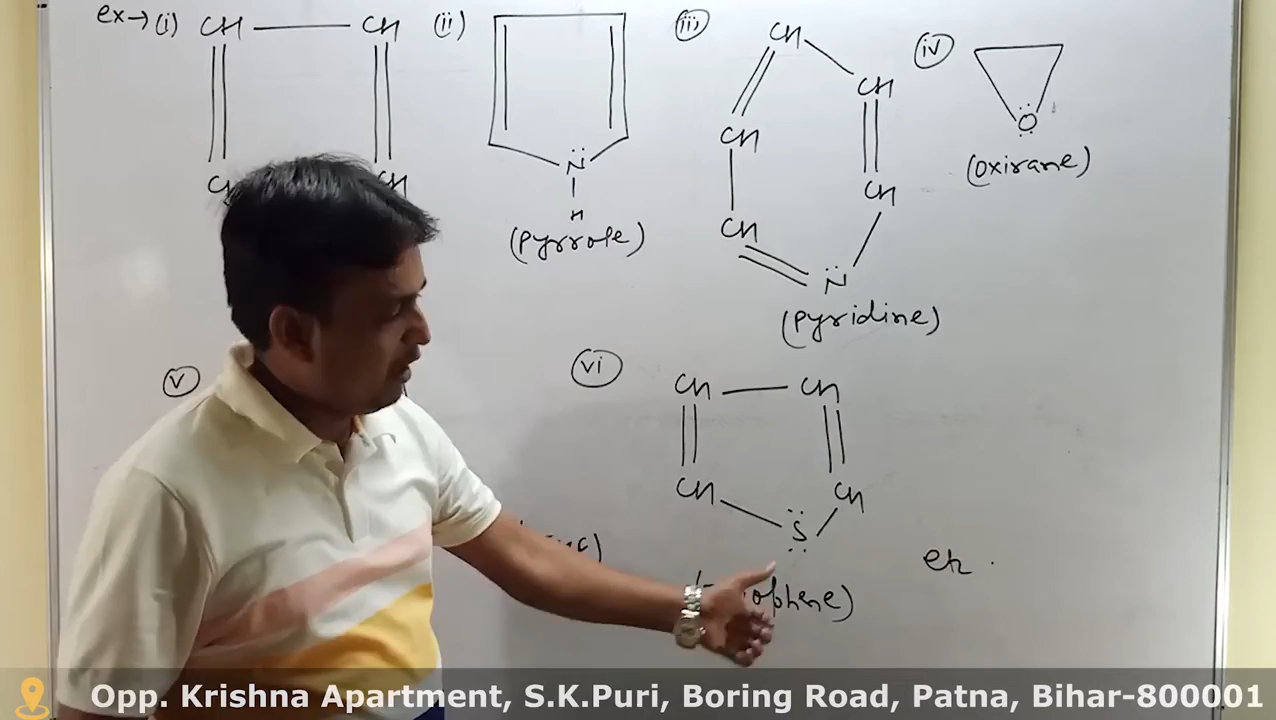 ex→ (i) CH CH
CH CH
(ii)
N
H
(pyrrole)
(iii)
CH
CH
CH
CH
CH
N
(pyridine)
(iv)
O
(oxirane)
(v)
(vi)
CH CH
CH CH
S
Opp. Krishna Apartment, S.K.Puri, Boring Road, Patna, Bihar-800001